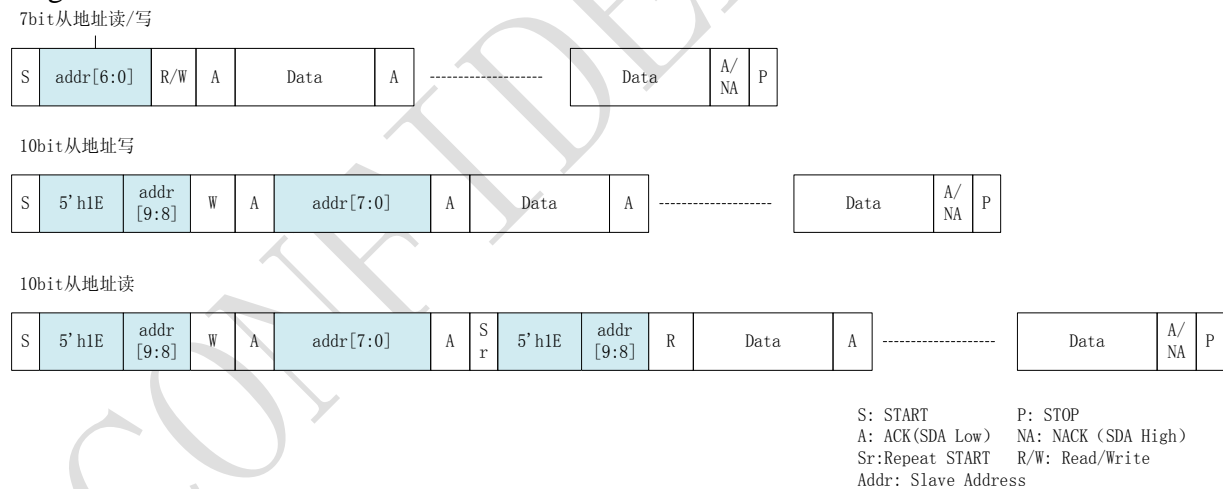 7bit从地址读/写
S addr[6:0] R/W A Data A Data A/ NA P
10bit从地址写
S 5'h1E addr [9:8] W A addr[7:0] A Data A Data A/ NA P
10bit从地址读
S 5'h1E addr [9:8] W A addr[7:0] A S r 5'h1E addr [9:8] R Data A Data A/ NA P
S: START P: STOP
A: ACK(SDA Low) NA: NACK（SDA High）
Sr:Repeat START R/W: Read/Write
Addr: Slave Address